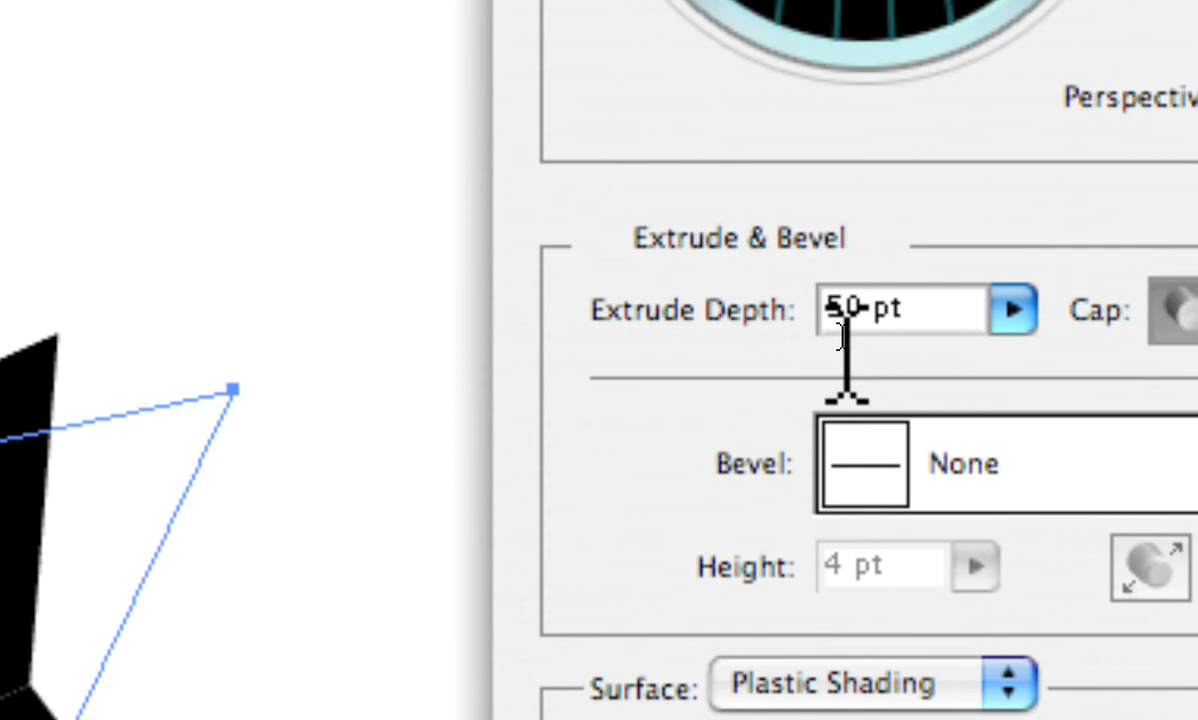 Perspectiv
Extrude & Bevel
Extrude Depth: 50 pt Cap:
Bevel: None
Height: 4 pt
Surface: Plastic Shading